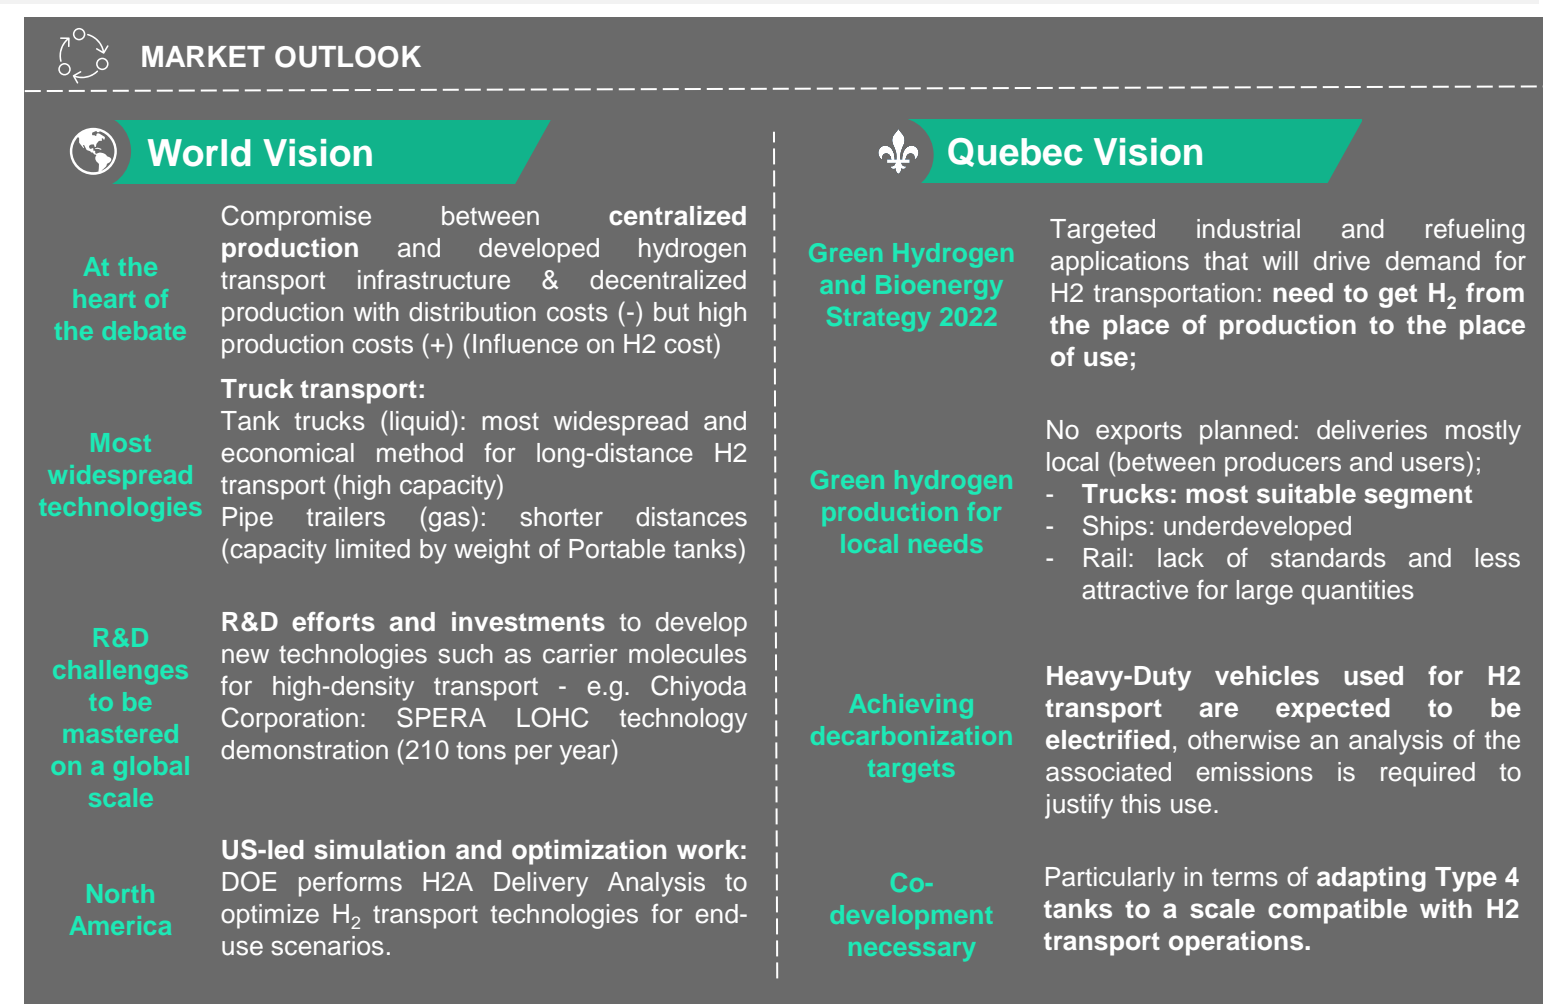 MARKET OUTLOOK
World Vision
At the
heart of
the debate
Compromise between centralized
production and developed hydrogen
transport infrastructure & decentralized
production with distribution costs (-) but high
production costs (+) (Influence on H2 cost)
Most
widespread
technologies
Truck transport:
Tank trucks (liquid): most widespread and
economical method for long-distance H2
transport (high capacity)
Pipe trailers (gas): shorter distances
(capacity limited by weight of Portable tanks)
R&D
challenges
to be
mastered
on a global
scale
R&D efforts and investments to develop
new technologies such as carrier molecules
for high-density transport - e.g. Chiyoda
Corporation: SPERA LOHC technology
demonstration (210 tons per year)
North
America
US-led simulation and optimization work:
DOE performs H2A Delivery Analysis to
optimize H₂ transport technologies for end-
use scenarios.
Quebec Vision
Green Hydrogen
and Bioenergy
Strategy 2022
Targeted industrial and refueling
applications that will drive demand for
H2 transportation: need to get H₂ from
the place of production to the place
of use;
Green hydrogen
production for
local needs
No exports planned: deliveries mostly
local (between producers and users);
- Trucks: most suitable segment
- Ships: underdeveloped
- Rail: lack of standards and less
attractive for large quantities
Achieving
decarbonization
targets
Heavy-Duty vehicles used for H2
transport are expected to be
electrified, otherwise an analysis of the
associated emissions is required to
justify this use.
Co-
development
necessary
Particularly in terms of adapting Type 4
tanks to a scale compatible with H2
transport operations.